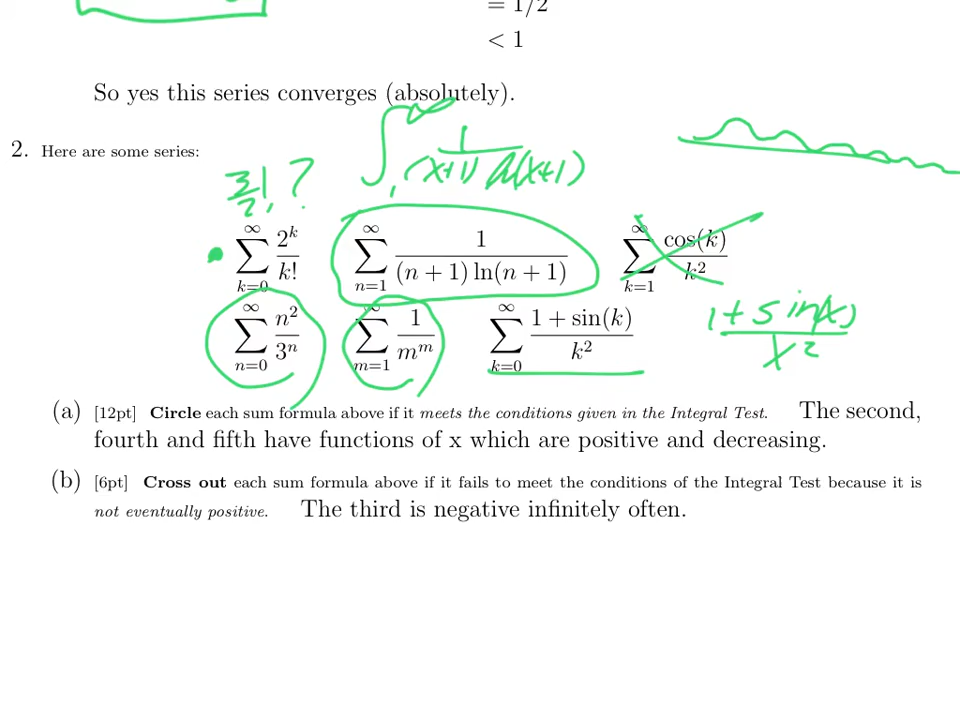 = 1/2
< 1
So yes this series converges (absolutely).
2. Here are some series:
∫₁^∞ 1/((x+1) ln(x+1))
?
∑_{k=0}^{∞} 2^k/k! ∑_{n=1}^{∞} 1/((n + 1) ln(n + 1)) ∑_{k=1}^{∞} cos(k)/k^2
∑_{n=0}^{∞} n^2/3^n ∑_{m=1}^{∞} 1/m^m ∑_{k=0}^{∞} (1 + sin(k))/k^2 (1 + sin(x))/x^2
(a) [12pt] Circle each sum formula above if it meets the conditions given in the Integral Test. The second,
fourth and fifth have functions of x which are positive and decreasing.
(b) [6pt] Cross out each sum formula above if it fails to meet the conditions of the Integral Test because it is
not eventually positive. The third is negative infinitely often.